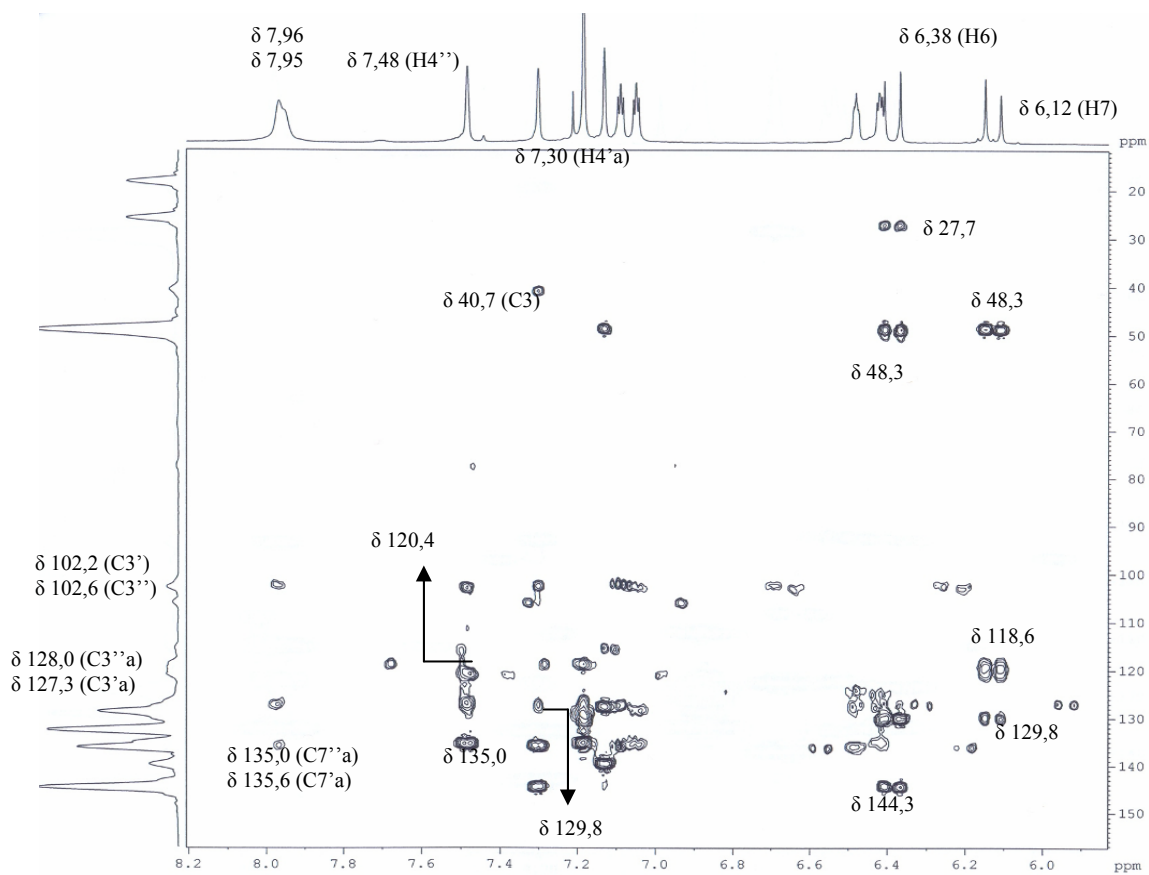 δ 7,96
δ 7,95
δ 7,48 (H4’’)
δ 6,38 (H6)
δ 6,12 (H7)
ppm
δ 7,30 (H4’a)
20
30
40
50
60
70
80
90
100
110
120
130
140
150
δ 27,7
δ 40,7 (C3)
δ 48,3
δ 48,3
δ 120,4
δ 102,2 (C3’)
δ 102,6 (C3’’)
δ 118,6
δ 128,0 (C3’’a)
δ 127,3 (C3’a)
δ 129,8
δ 135,0 (C7’’a)
δ 135,6 (C7’a)
δ 135,0
δ 144,3
δ 129,8
8.2 8.0 7.8 7.6 7.4 7.2 7.0 6.8 6.6 6.4 6.2 6.0 ppm